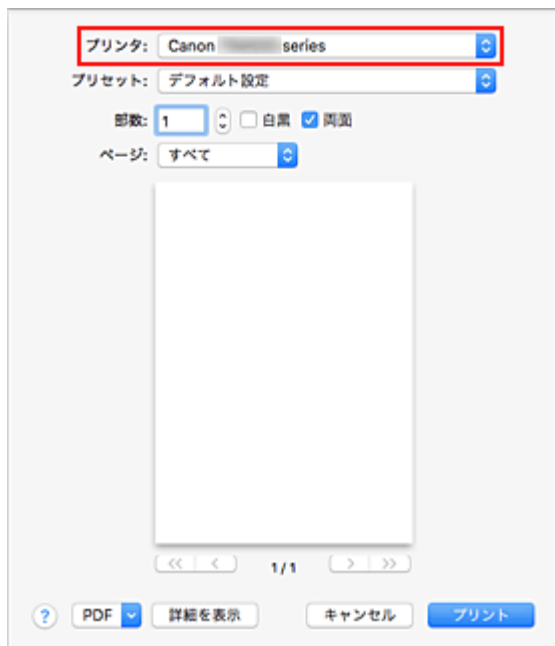 プリンタ: Canon series
プリセット: デフォルト設定
部数: 1 白黒 両面
ページ: すべて
<< < 1/1 > >>
? PDF 詳細を表示 キャンセル プリント